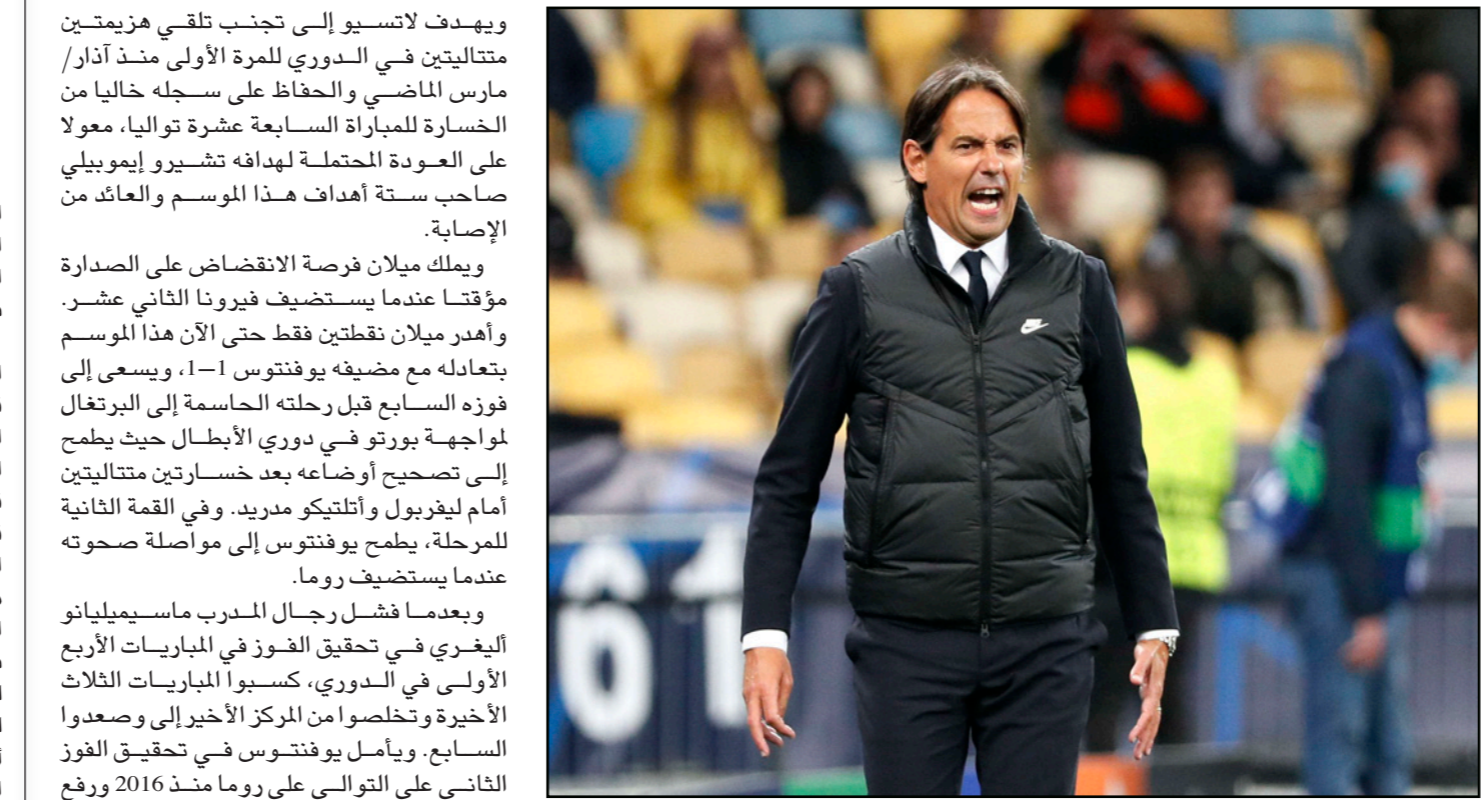 ويهدف لاتسيو إلى تجنب تلقي هزيمتين
متتاليتين في الدوري للمرة الأولى منذ آذار/
مارس الماضي والحفاظ على سجله خاليا من
الخسارة للمباراة السابعة عشرة تواليا، معولا
على العودة المحتملة لهدافه تشيرو إيموبيلي
صاحب ستة أهداف هذا الموسم والعائد من
الإصابة.
ويملك ميلان فرصة الانقضاض على الصدارة
مؤقتا عندما يستضيف فيرونا الثاني عشر.
وأهدر ميلان نقطتين فقط حتى الآن هذا الموسم
بتعادله مع مضيفه يوفنتوس 1–1، ويسعى إلى
فوزه السابع قبل رحلته الحاسمة إلى البرتغال
لمواجهة بورتو في دوري الأبطال حيث يطمح
إلى تصحيح أوضاعه بعد خسارتين متتاليتين
أمام ليفربول وأتلتيكو مدريد. وفي القمة الثانية
للمرحلة، يطمح يوفنتوس إلى مواصلة صحوته
عندما يستضيف روما.
وبعدما فشل رجال المدرب ماسيميليانو
أليغري في تحقيق الفوز في المباريات الأربع
الأولى في الدوري، كسبوا المباريات الثلاث
الأخيرة وتخلصوا من المركز الأخير إلى وصعدوا
السابع. ويأمل يوفنتوس في تحقيق الفوز
الثاني على التوالي على روما منذ 2016 ورفع
61